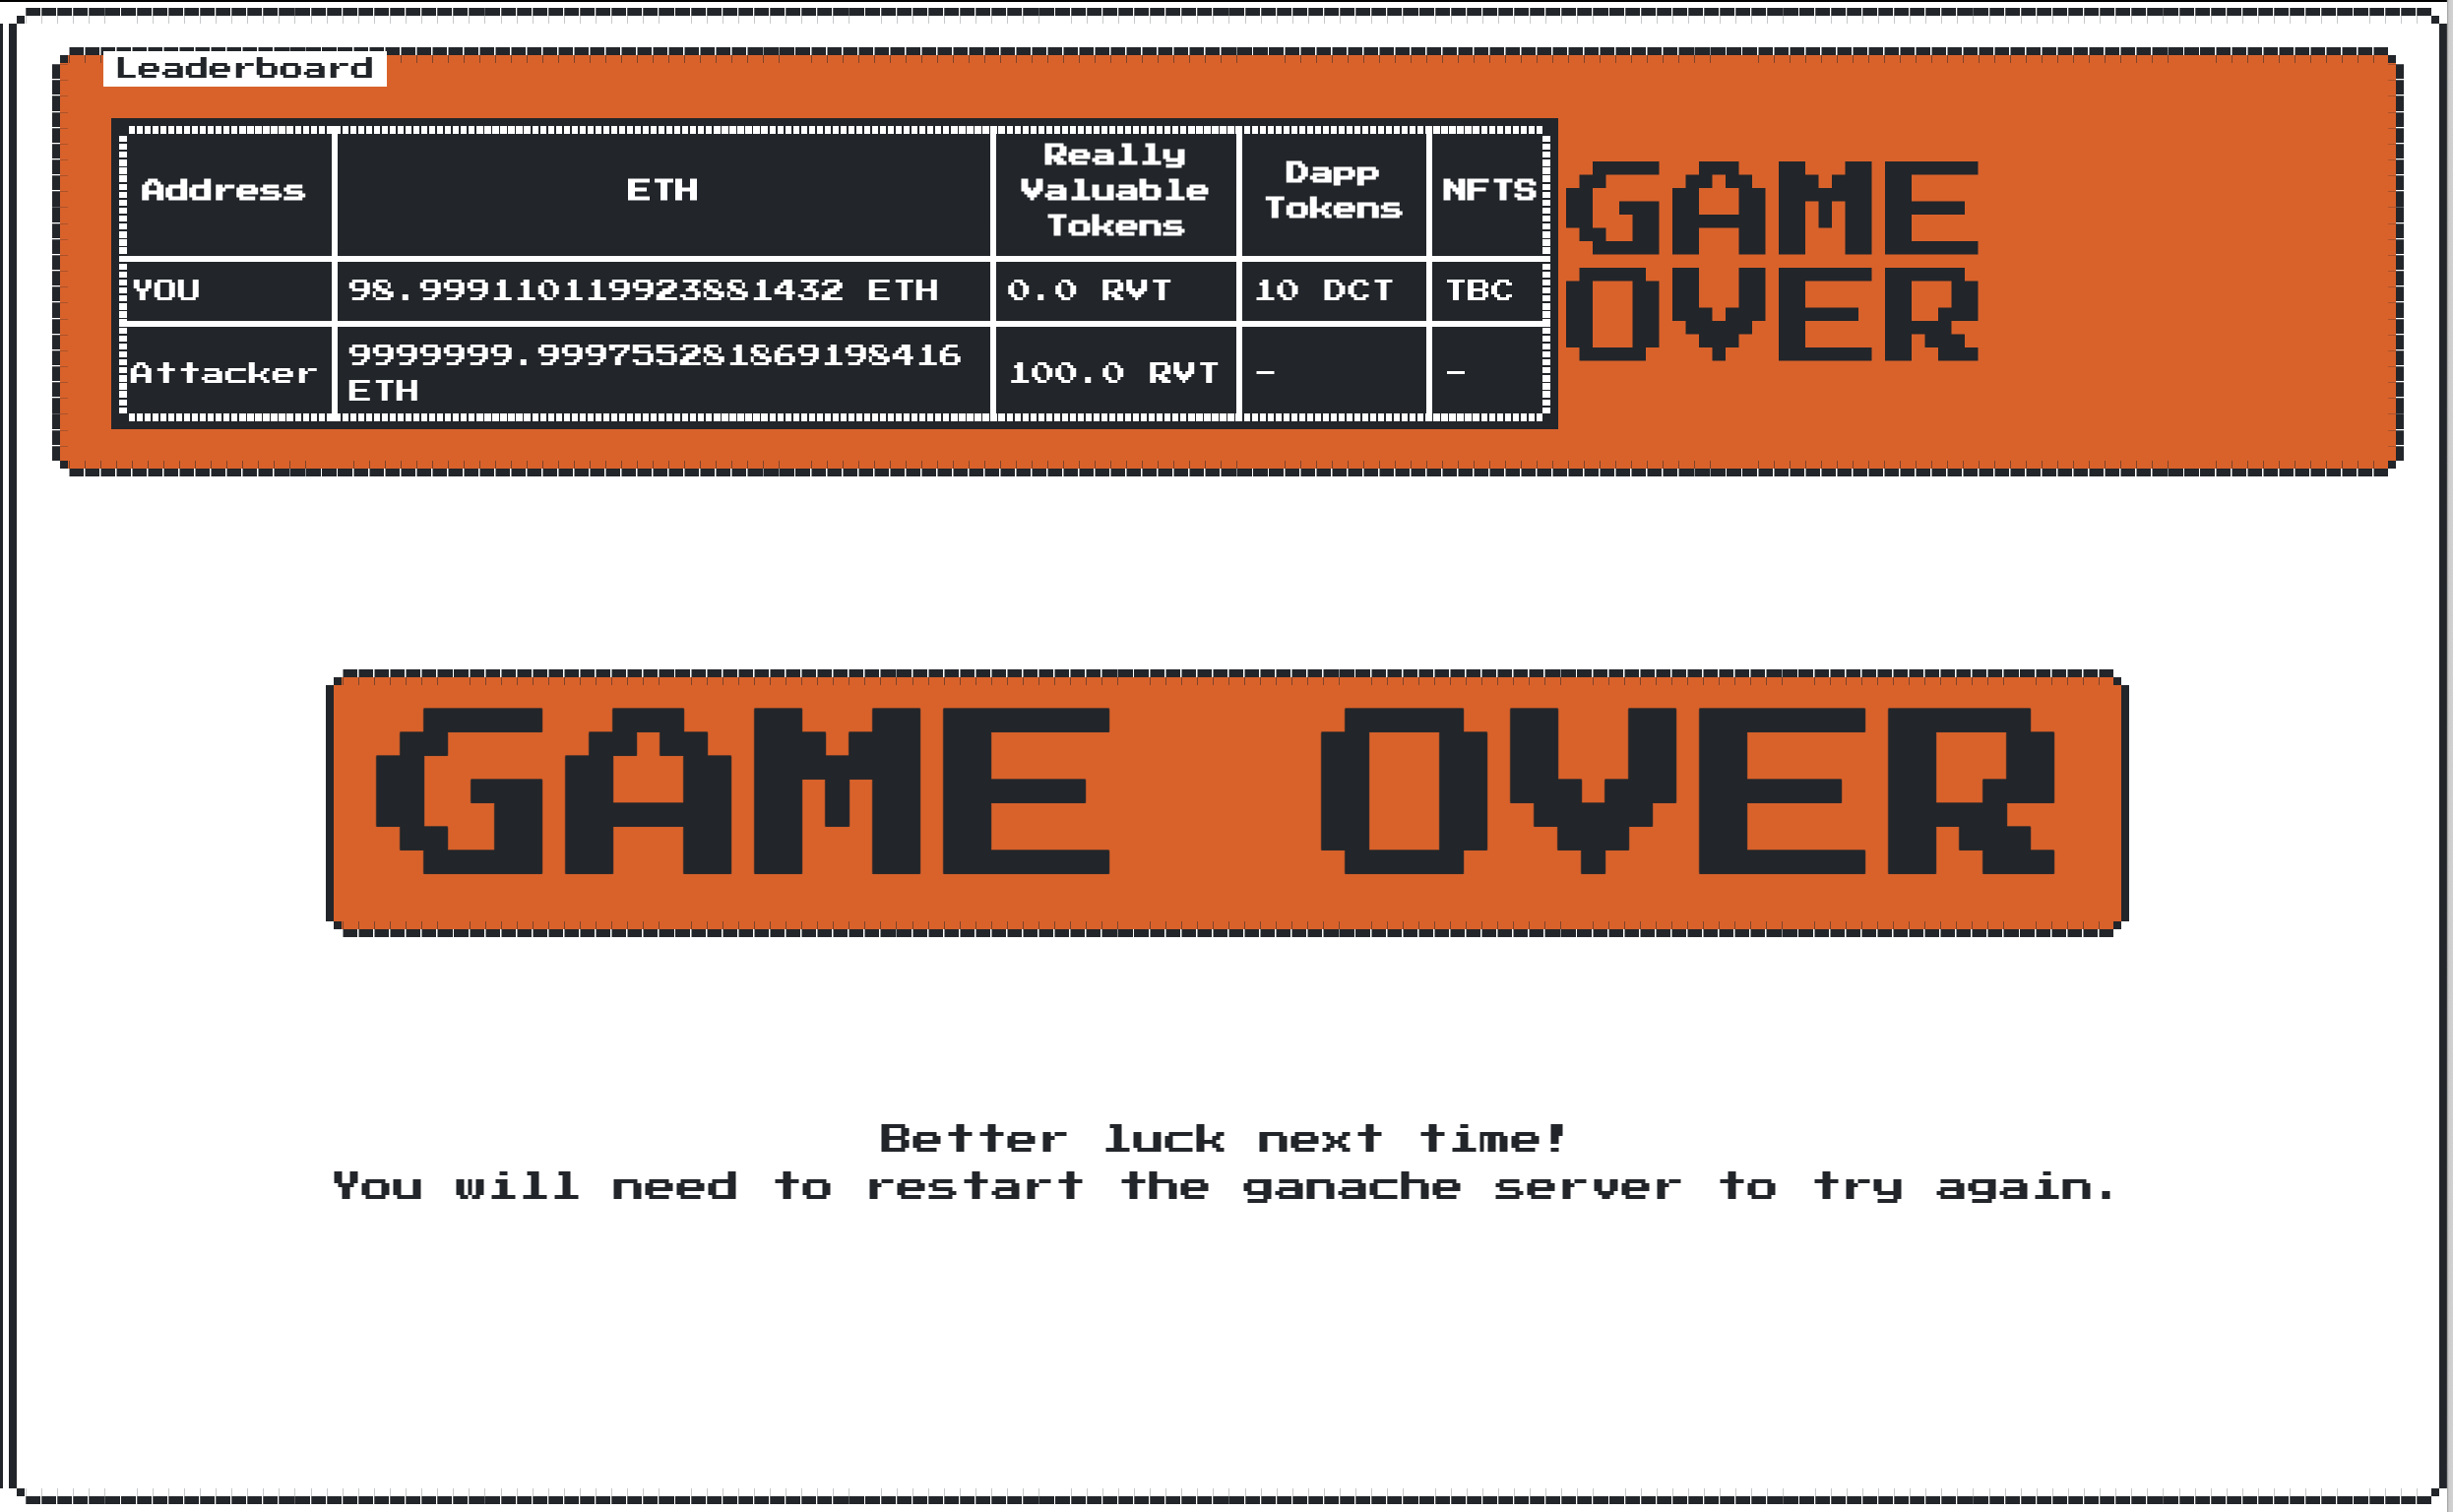 Leaderboard
Address
ETH
Really
Valuable
Tokens
Dapp
Tokens
NFTS
YOU
98.999110119923881432 ETH
0.0 RVT
10 DCT
TBC
Attacker
9999999.999755281869198416
ETH
100.0 RVT
-
-
GAME
OVER
GAME OVER
Better luck next time!
You will need to restart the ganache server to try again.